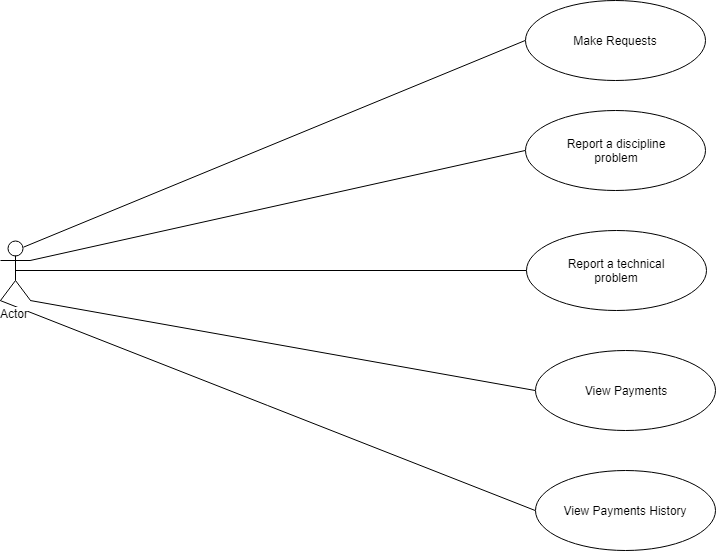 Make Requests
Report a discipline
problem
Report a technical
problem
Actor
View Payments
View Payments History